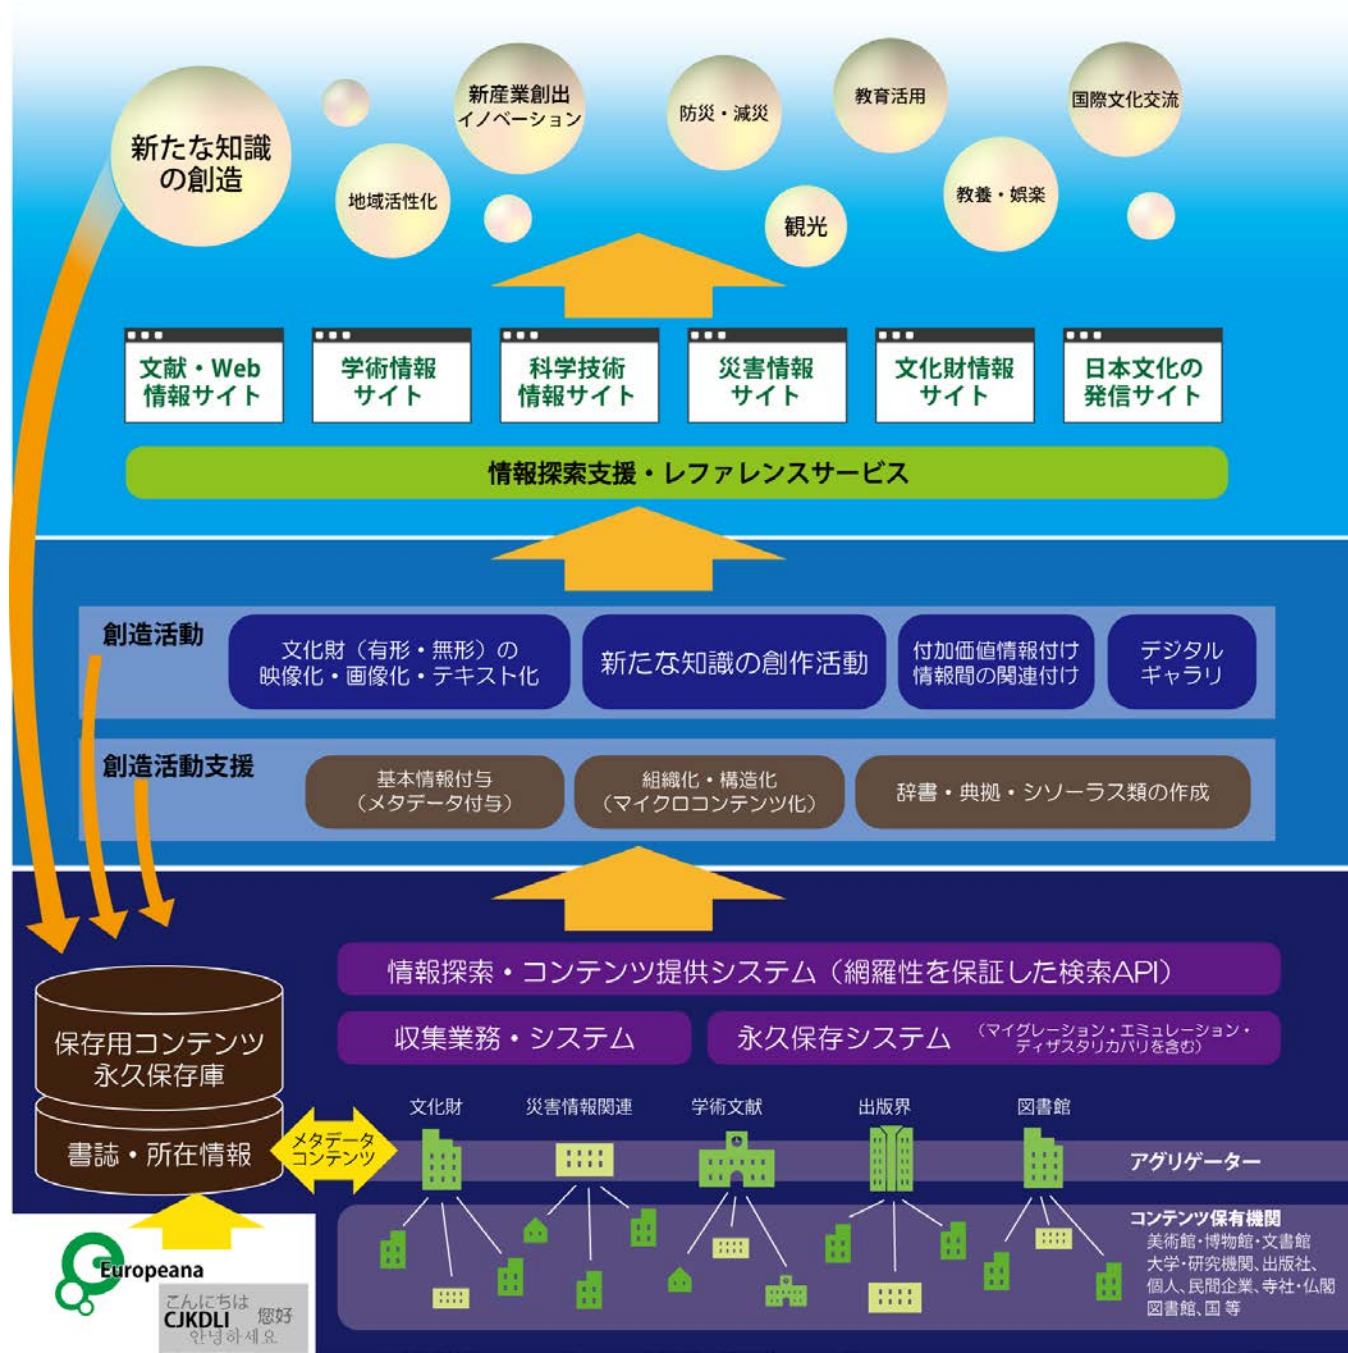 新たな知識
の創造
地域活性化
新産業創出
イノベーション
防災・減災
観光
教育活用
教養・娯楽
国際文化交流
文献・Web
情報サイト
学術情報
サイト
科学技術
情報サイト
災害情報
サイト
文化財情報
サイト
日本文化の
発信サイト
情報探索支援・レファレンスサービス
創造活動
文化財（有形・無形）の
映像化・画像化・テキスト化
新たな知識の創作活動
付加価値情報付け
情報間の関連付け
デジタル
ギャラリ
創造活動支援
基本情報付与
（メタデータ付与）
組織化・構造化
（マイクロコンテンツ化）
辞書・典拠・シソーラス類の作成
情報探索・コンテンツ提供システム（網羅性を保証した検索API）
収集業務・システム
永久保存システム
（マイグレーション・エミュレーション・
ディザスタリカバリを含む）
保存用コンテンツ
永久保存庫
書誌・所在情報
メタデータ
コンテンツ
文化財
災害情報関連
学術文献
出版界
図書館
アグリゲーター
コンテンツ保有機関
美術館・博物館・文書館
大学・研究機関、出版社、
個人、民間企業、寺社・仏閣
図書館、国 等
Europeana
こんにちは
CJKDLI 您好
안녕하세요